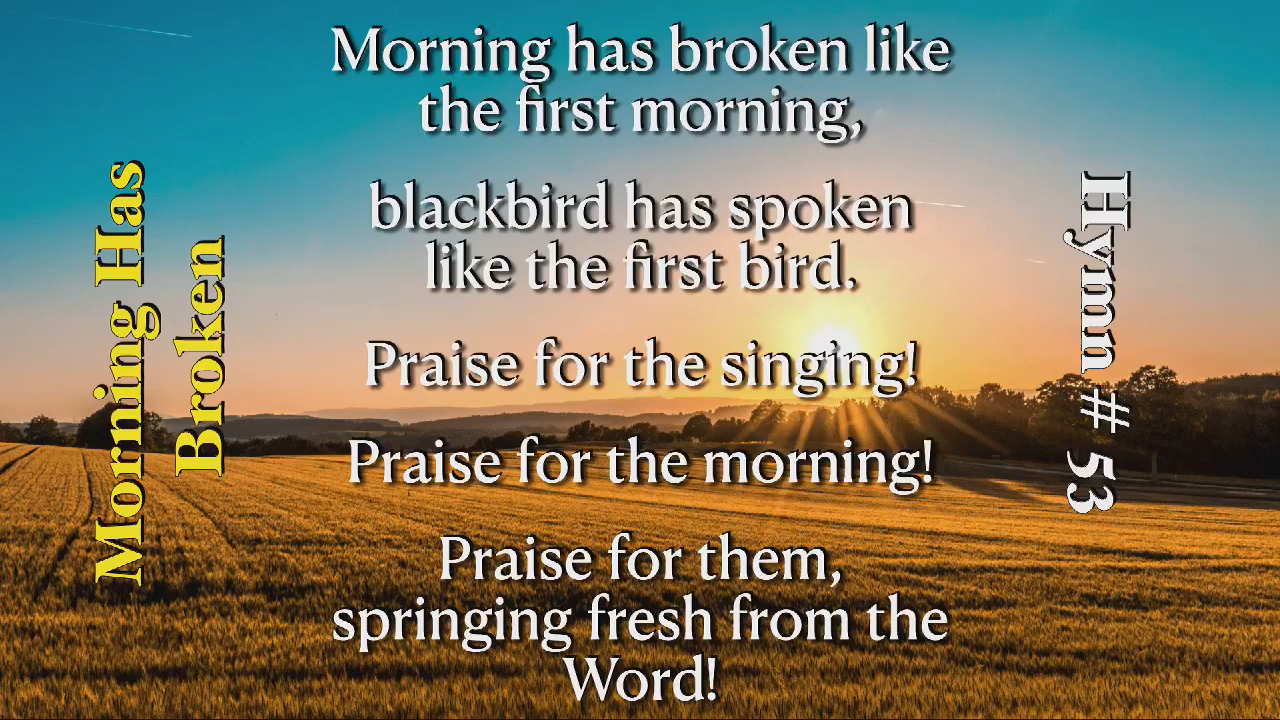 Morning Has
Broken
Morning has broken like
the first morning,
blackbird has spoken
like the first bird.
Praise for the singing!
Praise for the morning!
Praise for them,
springing fresh from the
Word!
Hymn # 53